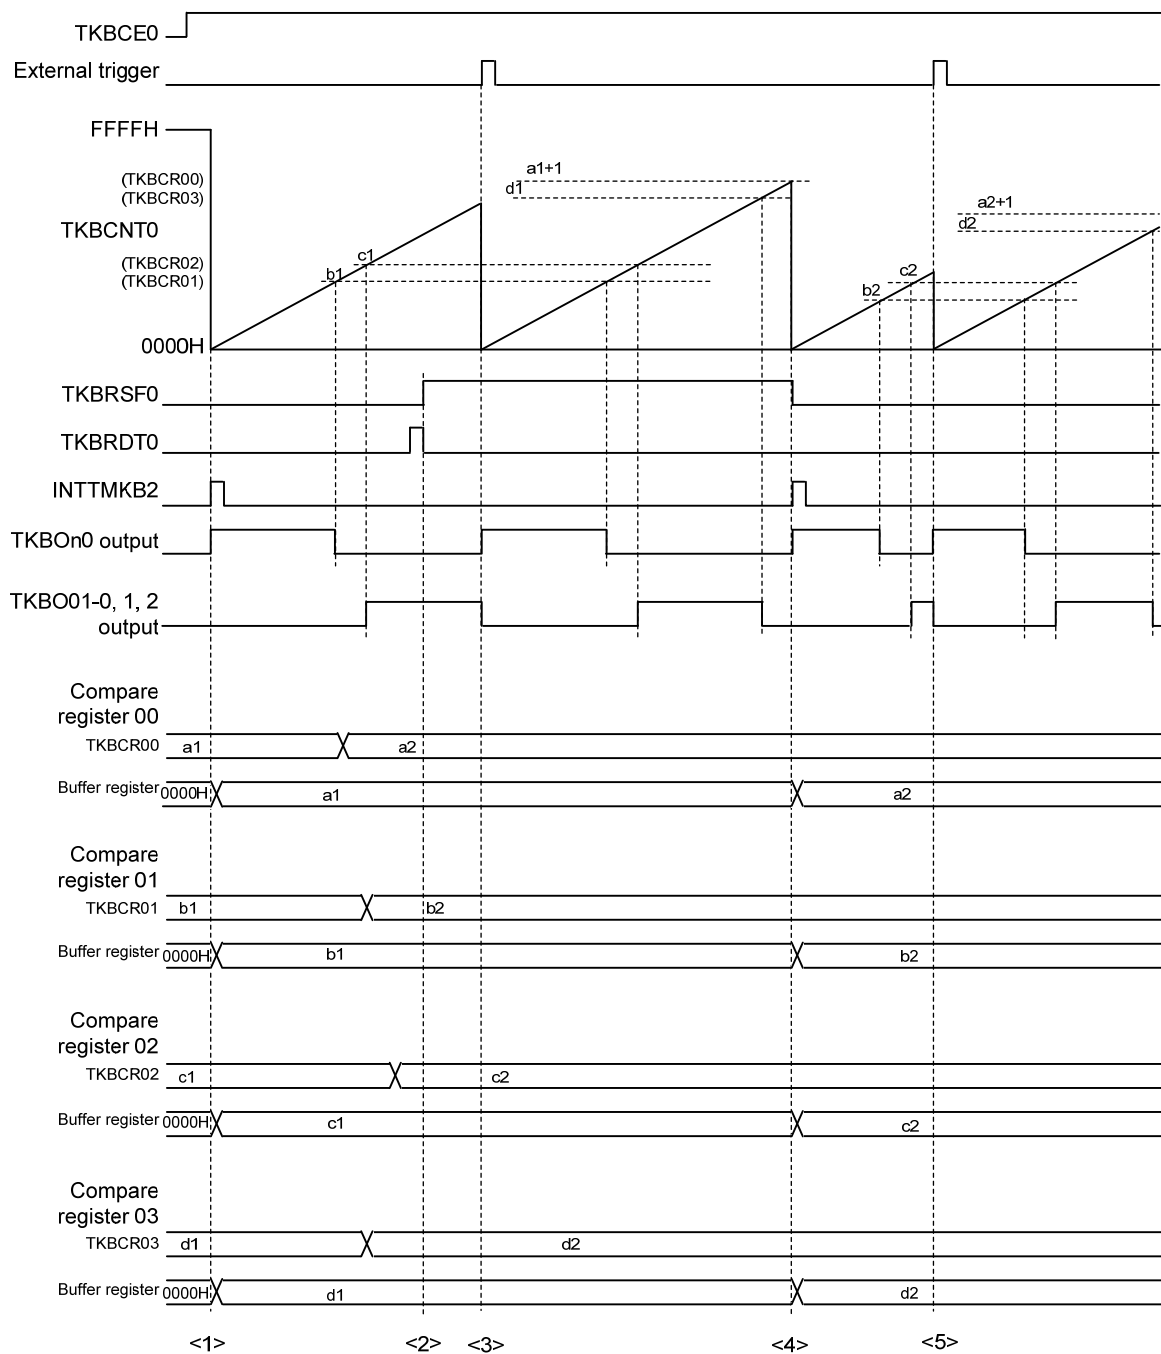 TKBCE0
External trigger
FFFFH
(TKBCR00)
a1+1
(TKBCR03)
d1
a2+1
TKBCNT0
d2
(TKBCR02)
c1
(TKBCR01)
b1
c2
b2
0000H
TKBRSF0
TKBRDT0
INTTMKB2
TKBOn0 output
TKBO01-0, 1, 2
output
Compare
register 00
TKBCR00 a1 a2
Buffer register 0000H a1 a2
Compare
register 01
TKBCR01 b1 b2
Buffer register 0000H b1 b2
Compare
register 02
TKBCR02 c1 c2
Buffer register 0000H c1 c2
Compare
register 03
TKBCR03 d1 d2
Buffer register 0000H d1 d2
<1> <2> <3> <4> <5>